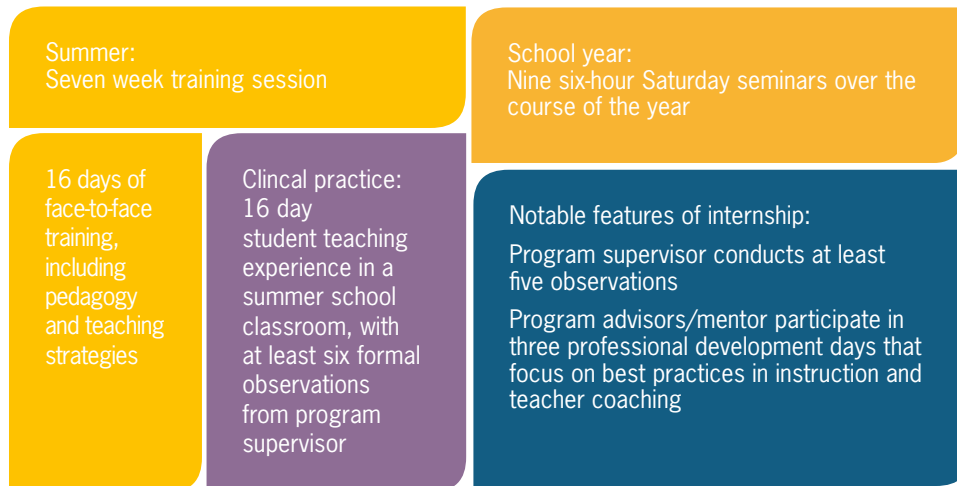 Summer:
Seven week training session
School year:
Nine six-hour Saturday seminars over the
course of the year
16 days of
face-to-face
training,
including
pedagogy
and teaching
strategies
Clincal practice:
16 day
student teaching
experience in a
summer school
classroom, with
at least six formal
observations
from program
supervisor
Notable features of internship:
Program supervisor conducts at least
five observations
Program advisors/mentor participate in
three professional development days that
focus on best practices in instruction and
teacher coaching